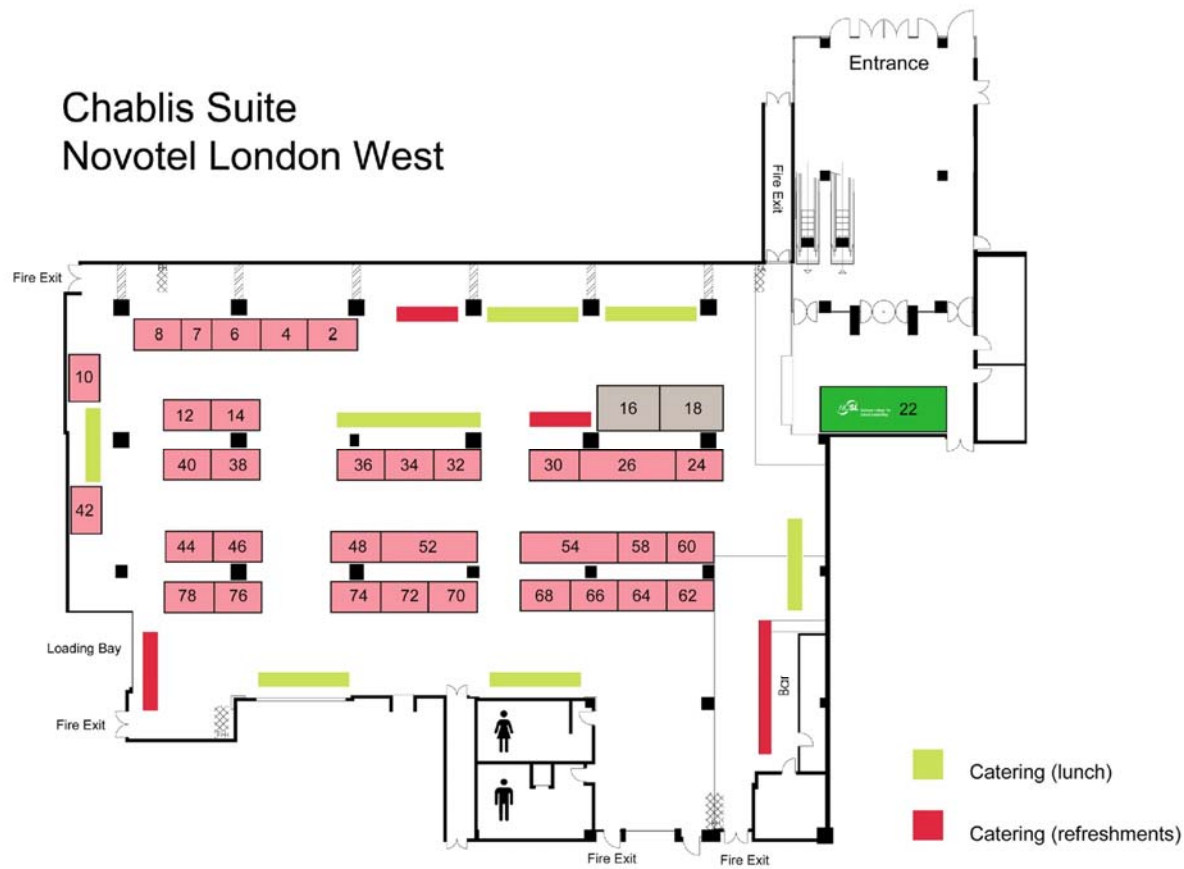 Chablis Suite
Novotel London West
Entrance
Fire Exit
Fire Exit
8 7 6 4 2
10
16 18
22
12 14
40 38
36 34 32
30 26 24
42
44 46
48 52
54 58 60
78 76
74 72 70
68 66 64 62
Loading Bay
Bar
Fire Exit
Catering (lunch)
Catering (refreshments)
Fire Exit
Fire Exit